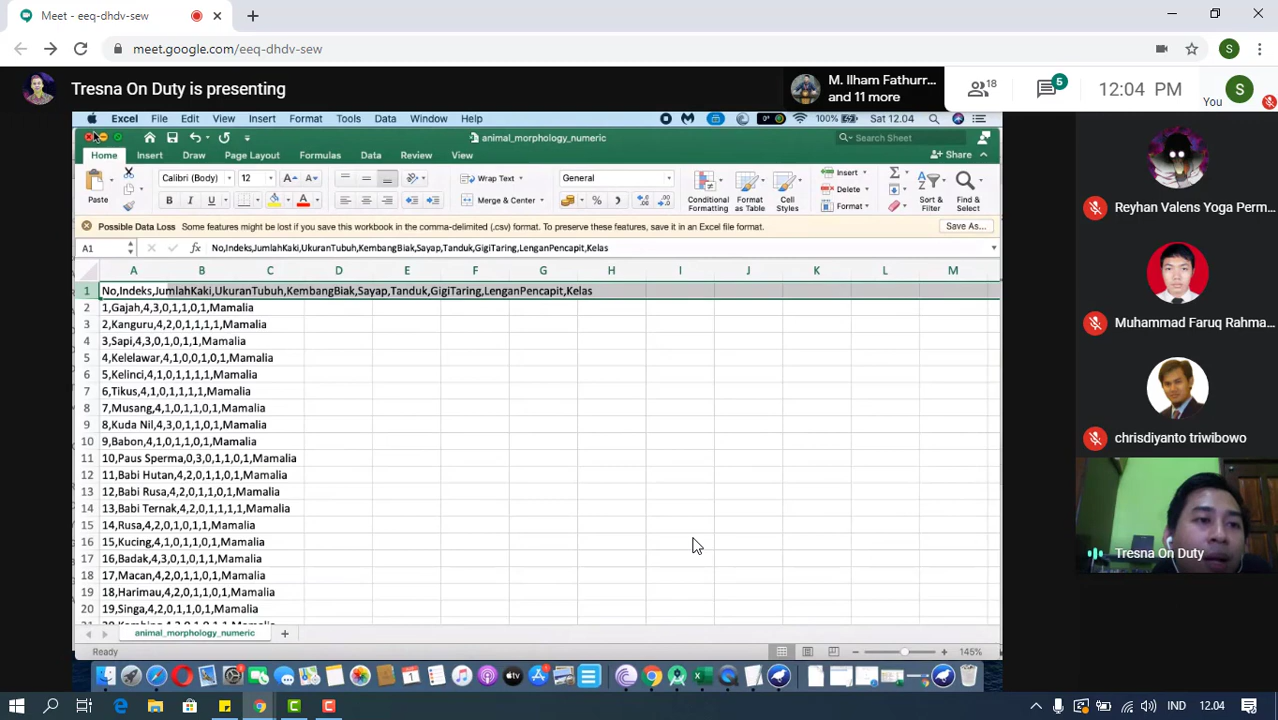 Meet - eeq-dhdv-sew
meet.google.com/eeq-dhdv-sew
S
Tresna On Duty is presenting
M. Ilham Fathurr...
and 11 more
18
5
12:04 PM
You
S
Excel File Edit View Insert Format Tools Data Window Help
100% Sat 12.04
animal_morphology_numeric
Search Sheet
Home Insert Draw Page Layout Formulas Data Review View
Share
Paste
Calibri (Body) 12
B I U
Wrap Text
Merge & Center
General
Conditional Formatting
Format as Table
Cell Styles
Insert
Delete
Format
Sort & Filter
Find & Select
Possible Data Loss Some features might be lost if you save this workbook in the comma-delimited (.csv) format. To preserve these features, save it in an Excel file format.
Save As...
A1 fx No,Indeks,JumlahKaki,UkuranTubuh,KembangBiak,Sayap,Tanduk,GigiTaring,LenganPencapit,Kelas
A B C D E F G H I J K L M
1 No,Indeks,JumlahKaki,UkuranTubuh,KembangBiak,Sayap,Tanduk,GigiTaring,LenganPencapit,Kelas
2 1,Gajah,4,3,0,1,1,0,1,Mamalia
3 2,Kanguru,4,2,0,1,1,1,1,Mamalia
4 3,Sapi,4,3,0,1,0,1,1,Mamalia
5 4,Kelelawar,4,1,0,0,1,0,1,Mamalia
6 5,Kelinci,4,1,0,1,1,1,1,Mamalia
7 6,Tikus,4,1,0,1,1,1,1,Mamalia
8 7,Musang,4,1,0,1,1,0,1,Mamalia
9 8,Kuda Nil,4,3,0,1,1,0,1,Mamalia
10 9,Babon,4,1,0,1,1,0,1,Mamalia
11 10,Paus Sperma,0,3,0,1,1,0,1,Mamalia
12 11,Babi Hutan,4,2,0,1,1,0,1,Mamalia
13 12,Babi Rusa,4,2,0,1,1,0,1,Mamalia
14 13,Babi Ternak,4,2,0,1,1,1,1,Mamalia
15 14,Rusa,4,2,0,1,0,1,1,Mamalia
16 15,Kucing,4,1,0,1,1,0,1,Mamalia
17 16,Badak,4,3,0,1,0,1,1,Mamalia
18 17,Macan,4,2,0,1,1,0,1,Mamalia
19 18,Harimau,4,2,0,1,1,0,1,Mamalia
20 19,Singa,4,2,0,1,1,0,1,Mamalia
animal_morphology_numeric
Ready
145%
Reyhan Valens Yoga Perm...
Muhammad Faruq Rahma...
chrisdiyanto triwibowo
Tresna On Duty
IND
12.04